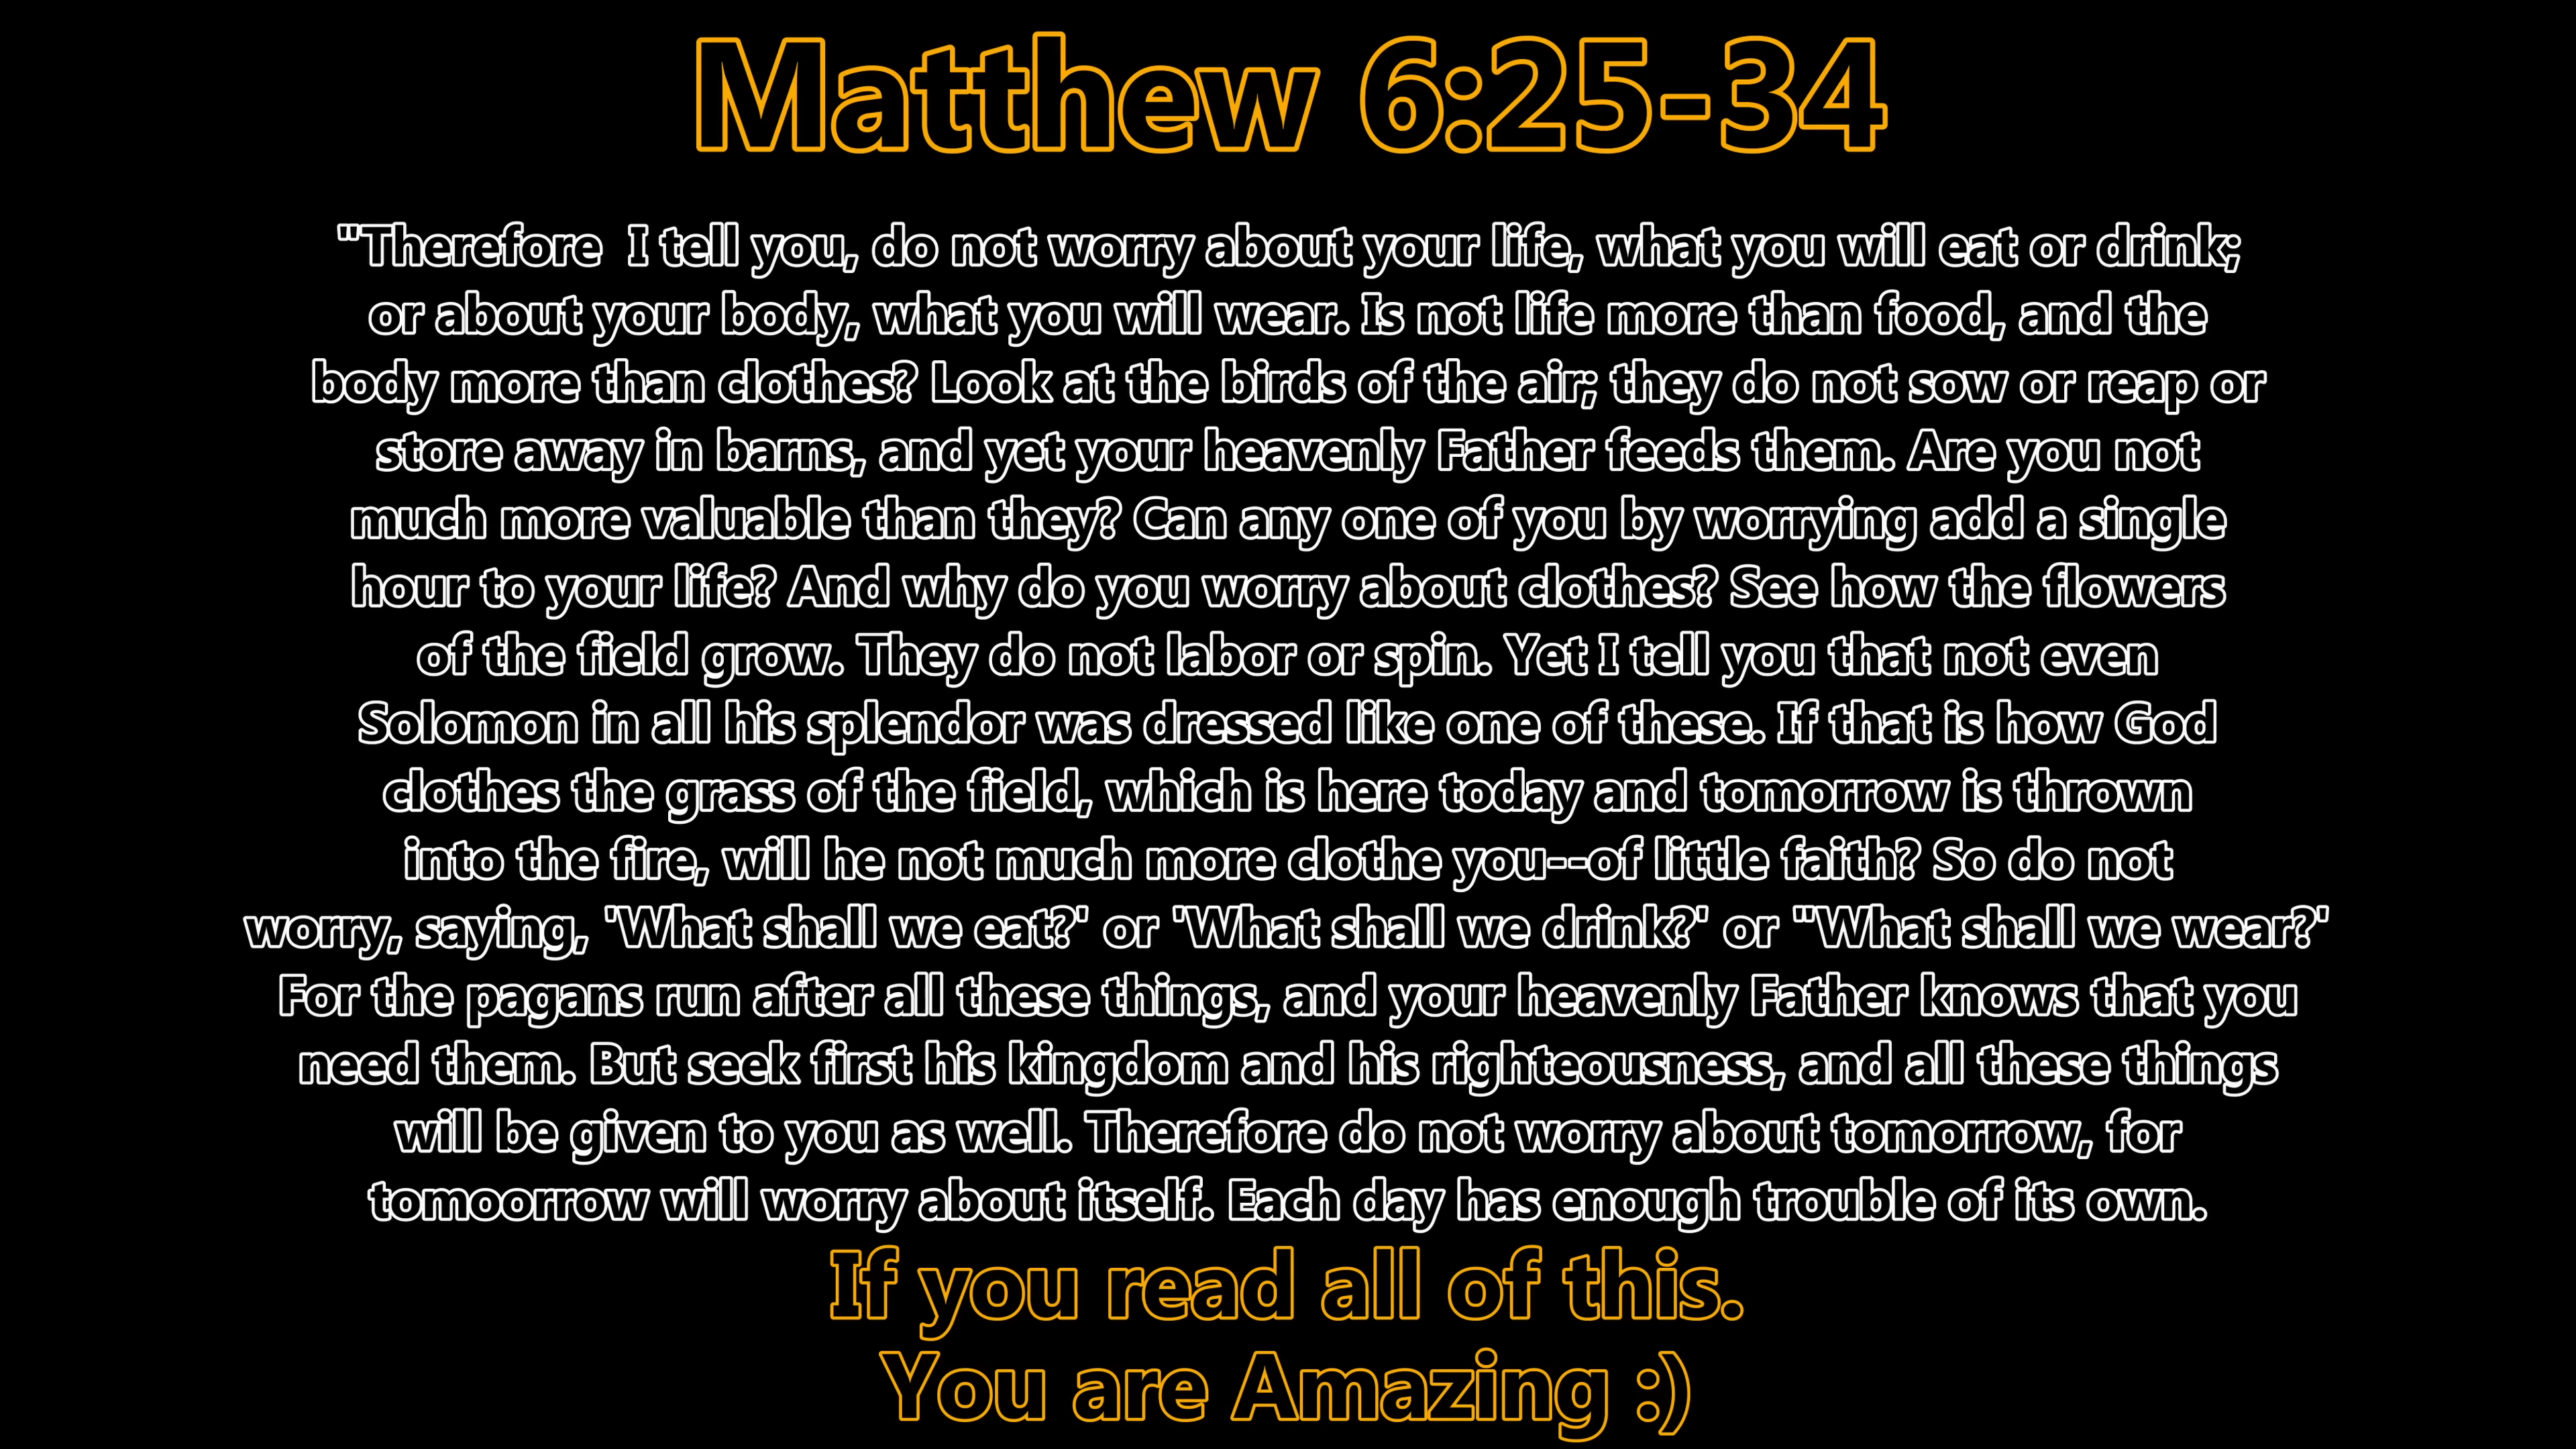 Matthew 6:25-34
"Therefore  I tell you, do not worry about your life, what you will eat or drink;
or about your body, what you will wear. Is not life more than food, and the
body more than clothes? Look at the birds of the air; they do not sow or reap or
store away in barns, and yet your heavenly Father feeds them. Are you not
much more valuable than they? Can any one of you by worrying add a single
hour to your life? And why do you worry about clothes? See how the flowers
of the field grow. They do not labor or spin. Yet I tell you that not even
Solomon in all his splendor was dressed like one of these. If that is how God
clothes the grass of the field, which is here today and tomorrow is thrown
into the fire, will he not much more clothe you--of little faith? So do not
worry, saying, 'What shall we eat?' or 'What shall we drink?' or "What shall we wear?'
For the pagans run after all these things, and your heavenly Father knows that you
need them. But seek first his kingdom and his righteousness, and all these things
will be given to you as well. Therefore do not worry about tomorrow, for
tomoorrow will worry about itself. Each day has enough trouble of its own.
If you read all of this.
You are Amazing :)